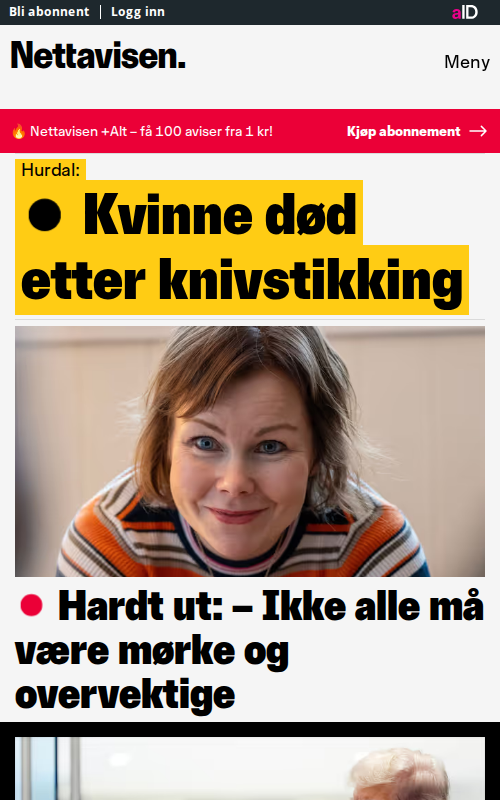 Bli abonnent | Logg inn
aID
Nettavisen.
Meny
🔥 Nettavisen +Alt – få 100 aviser fra 1 kr!
Kjøp abonnement →
Hurdal:
● Kvinne død
etter knivstikking
● Hardt ut: – Ikke alle må
være mørke og
overvektige